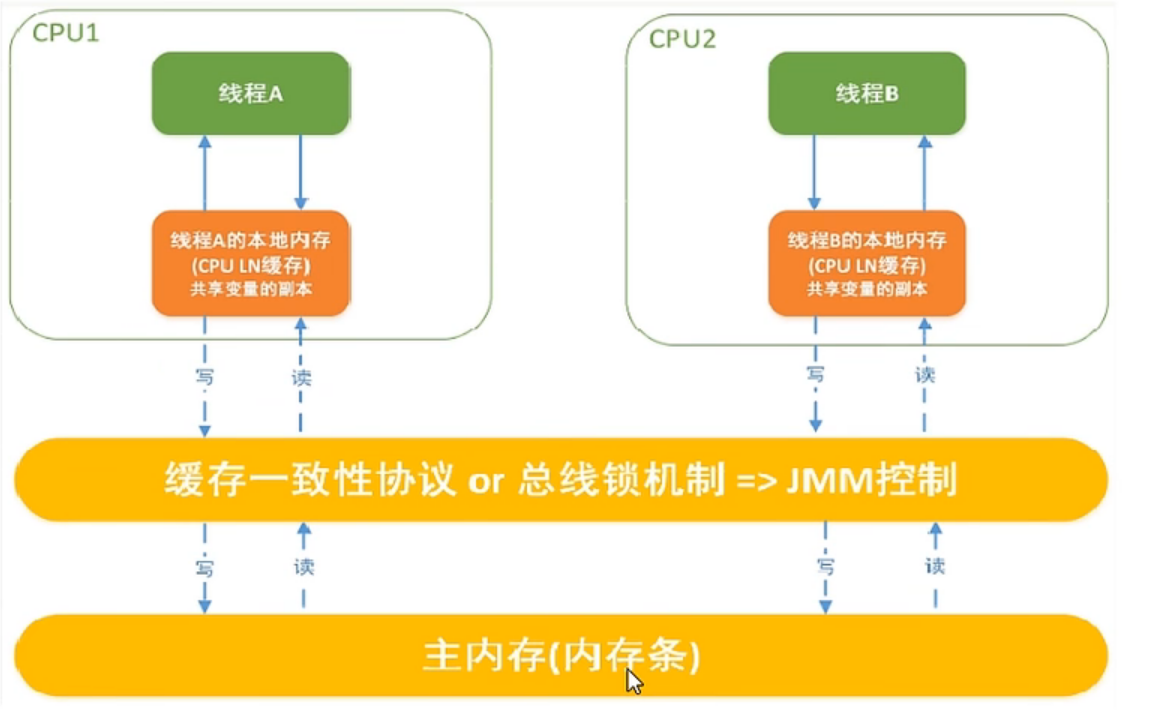 CPU1
CPU2
线程A
线程B
线程A的本地内存
(CPU LN缓存)
共享变量的副本
线程B的本地内存
(CPU LN缓存)
共享变量的副本
写
读
写
读
缓存一致性协议 or 总线锁机制 => JMM控制
写
读
写
读
主内存(内存条)